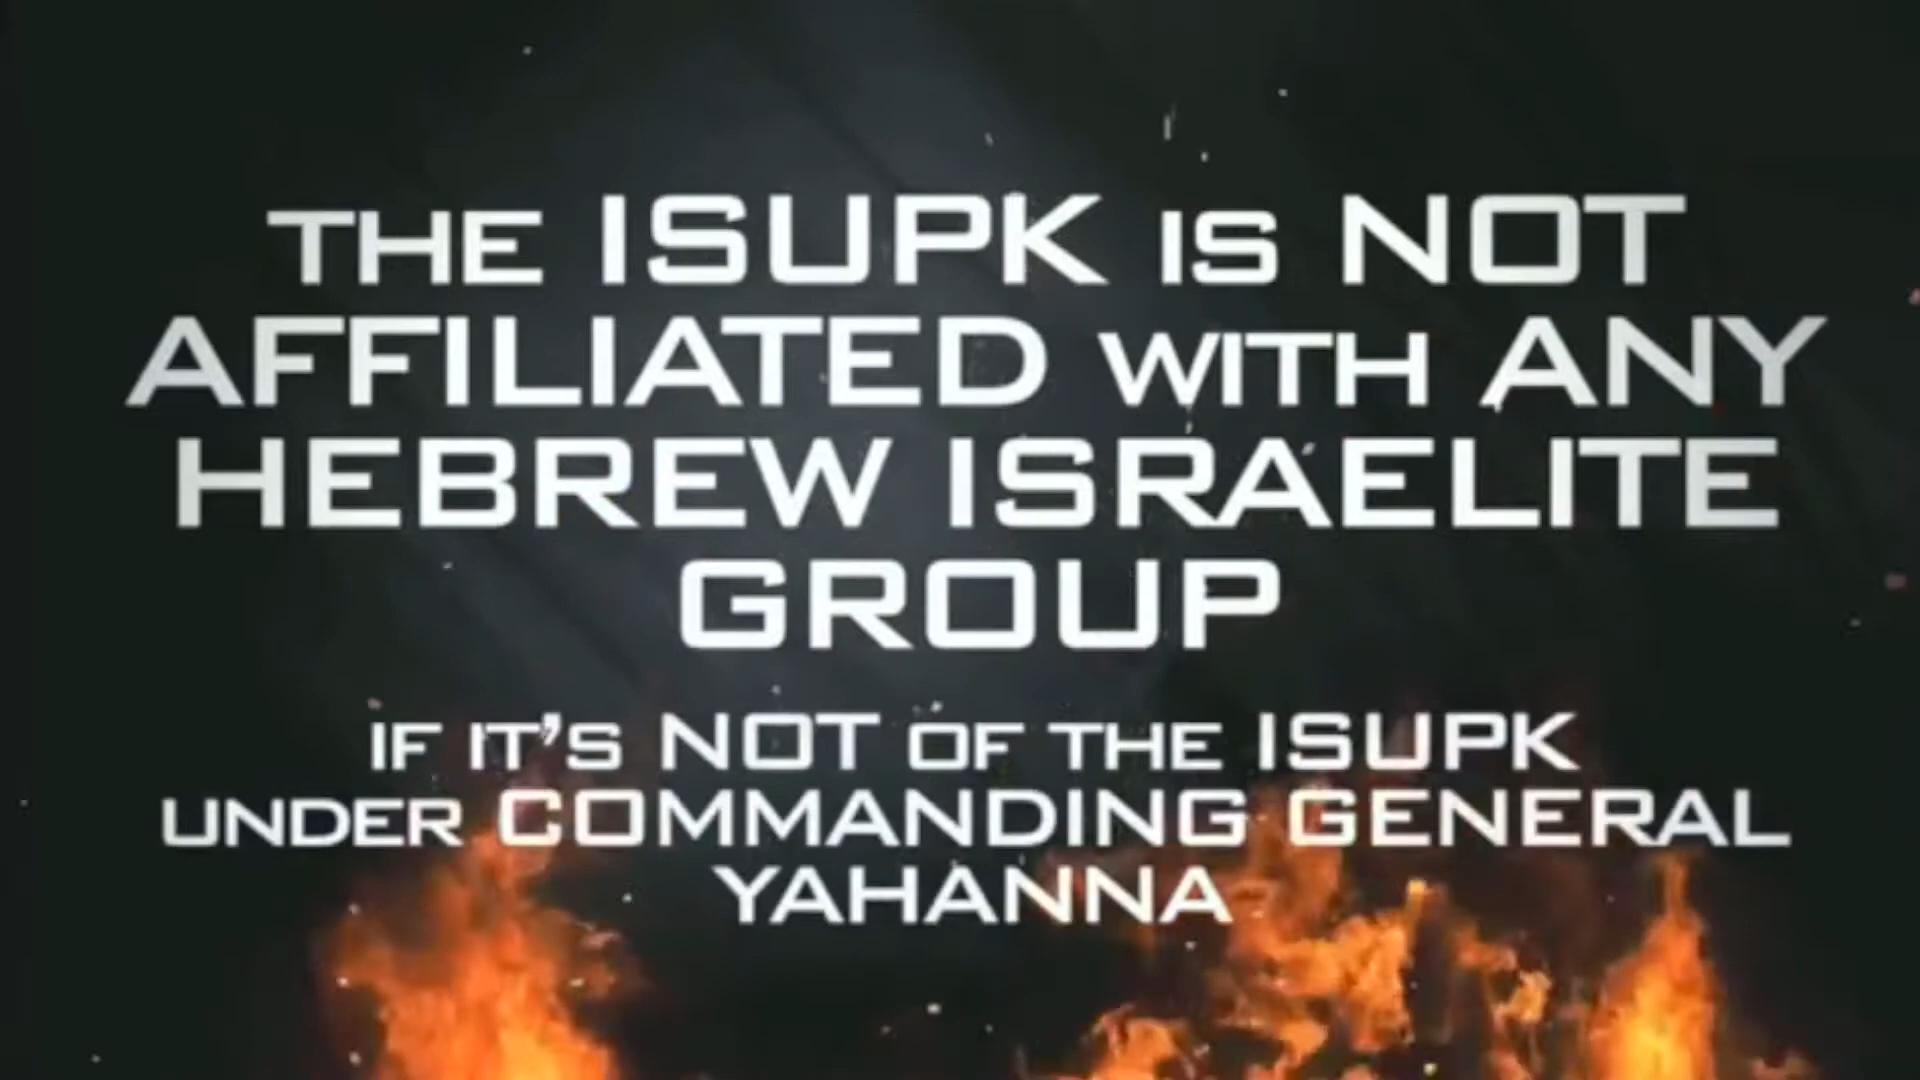 THE ISUPK IS NOT
AFFILIATED WITH ANY
HEBREW ISRAELITE
GROUP
IF IT'S NOT OF THE ISUPK
UNDER COMMANDING GENERAL
YAHANNA